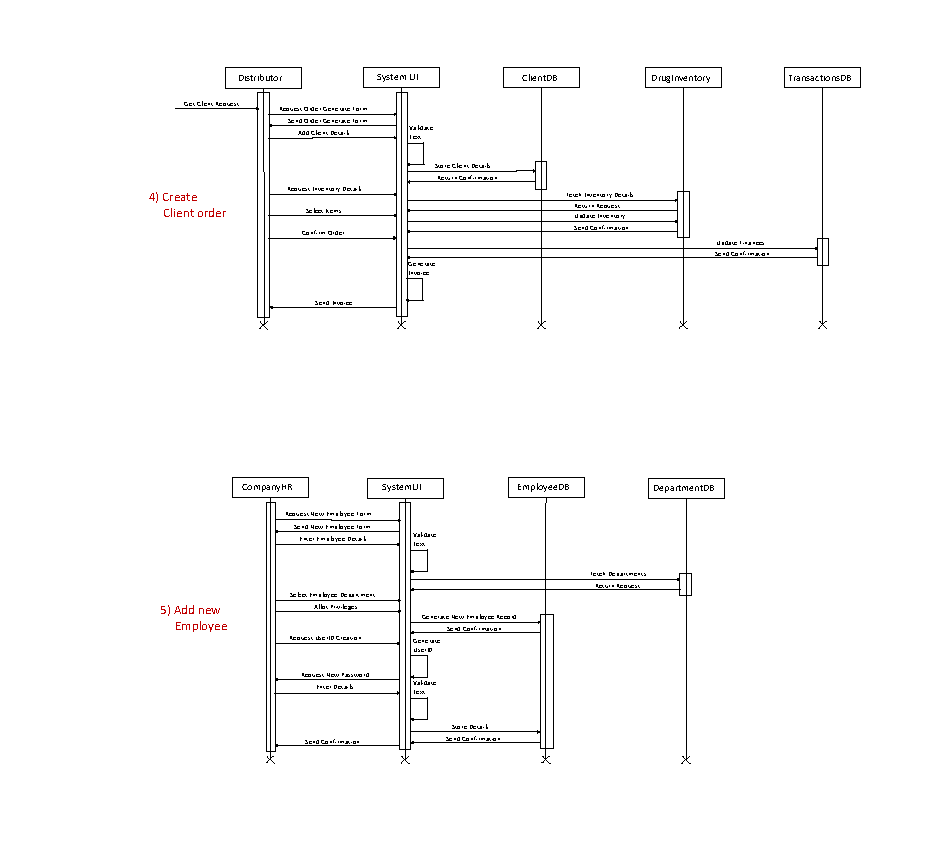 Distributor
System UI
ClientDB
DrugInventory
TransactionsDB
Get Client Request
Request Order Generate Form
Send Order Generate Form
Add Client Details
Validate
Text
Store Client Details
Return Confirmation
4) Create
Client order
Request Inventory Details
Fetch Inventory Details
Return Request
Select Items
Update Inventory
Send Confirmation
Confirm Order
Update Finances
Send Confirmation
Generate
Invoice
Send Invoice
CompanyHR
SystemUI
EmployeeDB
DepartmentDB
Request New Employee Form
Send New Employee Form
Enter Employee Details
Validate
Text
Fetch Departments
Return Request
Select Employee Department
Allot Privileges
5) Add new
Employee
Generate New Employee Record
Send Confirmation
Request UserID Creation
Generate
UserID
Request New Password
Validate
Text
Enter Details
Store Details
Send Confirmation
Send Confirmation